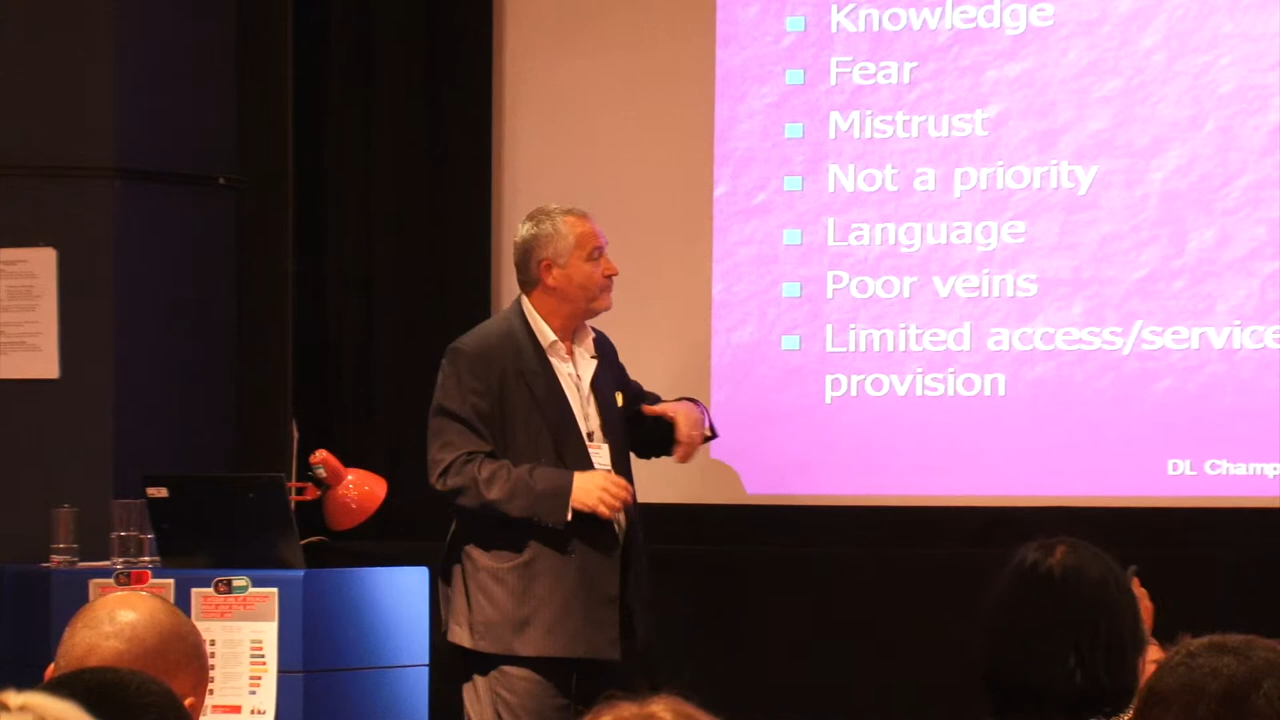 Knowledge
Fear
Mistrust
Not a priority
Language
Poor veins
Limited access/service
provision
DL Champ